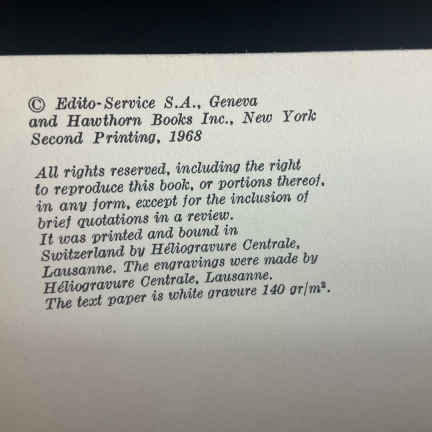 © Edito-Service S.A., Geneva
and Hawthorn Books Inc., New York
Second Printing, 1968
All rights reserved, including the right
to reproduce this book, or portions thereof,
in any form, except for the inclusion of
brief quotations in a review.
It was printed and bound in
Switzerland by Héliogravure Centrale,
Lausanne. The engravings were made by
Héliogravure Centrale, Lausanne.
The text paper is white gravure 140 gr/m².